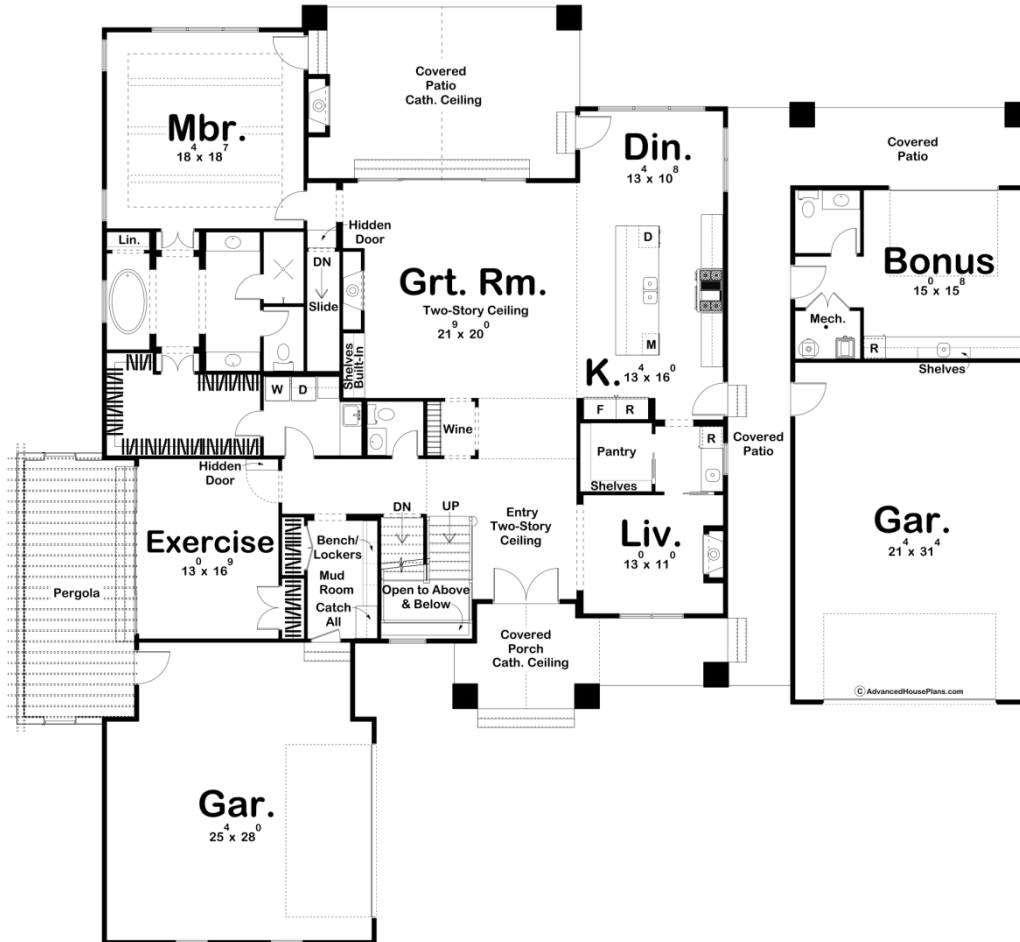 Covered
Patio
Cath. Ceiling
Mbr.
18⁴ x 18⁷
Din.
13⁴ x 10⁸
Covered
Patio
Hidden
Door
Lin.
DN
Slide
Grt. Rm.
Two-Story Ceiling
21⁹ x 20⁰
D
M
Bonus
15⁰ x 15⁸
Mech.
R
Shelves
Shelves
Built-In
K.
13⁴ x 16⁰
W
D
F
R
Wine
Pantry
Shelves
R
Covered
Patio
Hidden
Door
Exercise
13⁰ x 16⁹
Pergola
Bench/
Lockers
Mud
Room
Catch
All
DN
UP
Open to Above
& Below
Entry
Two-Story
Ceiling
Liv.
13⁰ x 11⁰
Gar.
21⁴ x 31⁴
Covered
Porch
Cath. Ceiling
© AdvancedHousePlans.com
Gar.
25⁴ x 28⁰